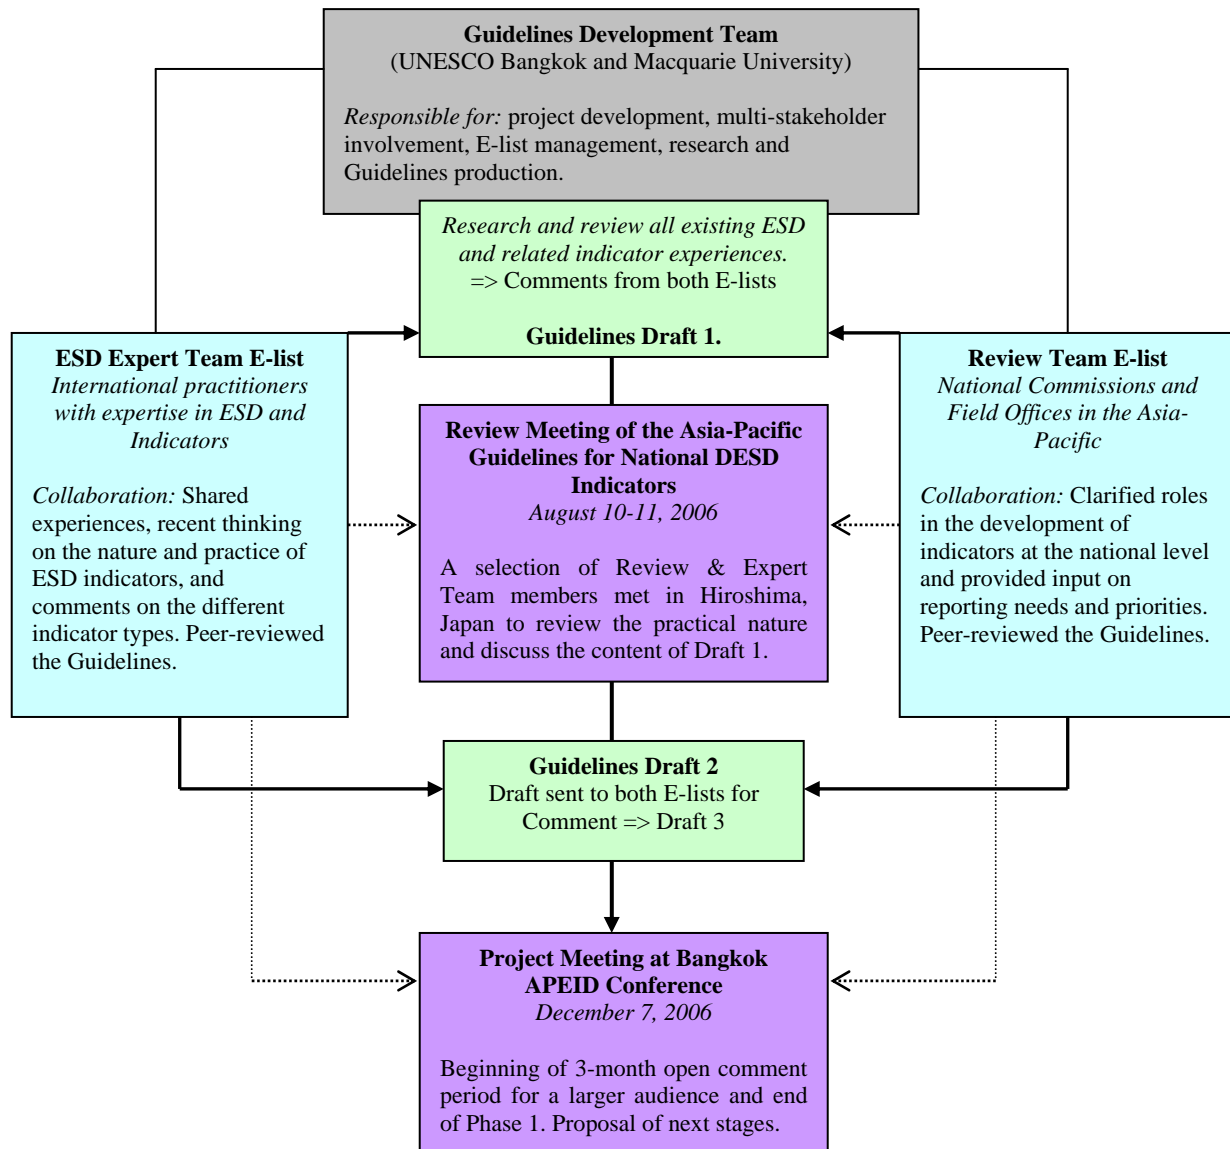 Guidelines Development Team
(UNESCO Bangkok and Macquarie University)
Responsible for: project development, multi-stakeholder
involvement, E-list management, research and
Guidelines production.
Research and review all existing ESD
and related indicator experiences.
=> Comments from both E-lists
Guidelines Draft 1.
ESD Expert Team E-list
International practitioners
with expertise in ESD and
Indicators
Collaboration: Shared
experiences, recent thinking
on the nature and practice of
ESD indicators, and
comments on the different
indicator types. Peer-reviewed
the Guidelines.
Review Meeting of the Asia-Pacific
Guidelines for National DESD
Indicators
August 10-11, 2006
A selection of Review & Expert
Team members met in Hiroshima,
Japan to review the practical nature
and discuss the content of Draft 1.
Review Team E-list
National Commissions and
Field Offices in the Asia-
Pacific
Collaboration: Clarified roles
in the development of
indicators at the national level
and provided input on
reporting needs and priorities.
Peer-reviewed the Guidelines.
Guidelines Draft 2
Draft sent to both E-lists for
Comment => Draft 3
Project Meeting at Bangkok
APEID Conference
December 7, 2006
Beginning of 3-month open comment
period for a larger audience and end
of Phase 1. Proposal of next stages.